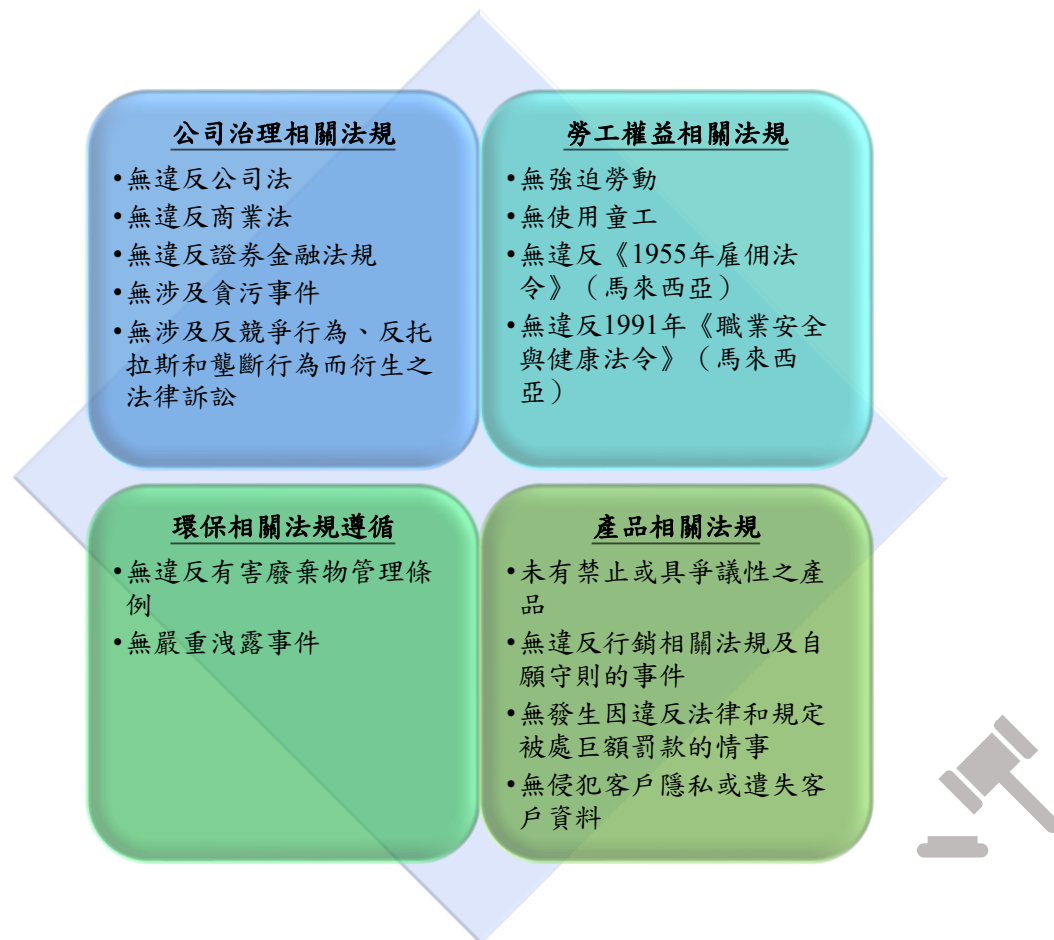 公司治理相關法規
•無違反公司法
•無違反商業法
•無違反證券金融法規
•無涉及貪污事件
•無涉及反競爭行為、反托
拉斯和壟斷行為而衍生之
法律訴訟
勞工權益相關法規
•無強迫勞動
•無使用童工
•無違反《1955年雇佣法
令》（馬來西亞）
•無違反1991年《職業安全
與健康法令》（馬來西
亞）
環保相關法規遵循
•無違反有害廢棄物管理條
例
•無嚴重洩露事件
產品相關法規
•未有禁止或具爭議性之產
品
•無違反行銷相關法規及自
願守則的事件
•無發生因違反法律和規定
被處巨額罰款的情事
•無侵犯客戶隱私或遺失客
戶資料